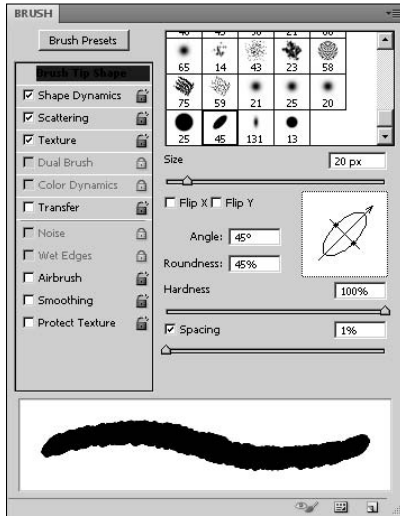 BRUSH
Brush Presets
Brush Tip Shape
Shape Dynamics
Scattering
Texture
Dual Brush
Color Dynamics
Transfer
Noise
Wet Edges
Airbrush
Smoothing
Protect Texture
65 14 43 23 58
75 59 21 25 20
25 45 131 13
Size 20 px
Flip X Flip Y
Angle: 45°
Roundness: 45%
Hardness 100%
Spacing 1%